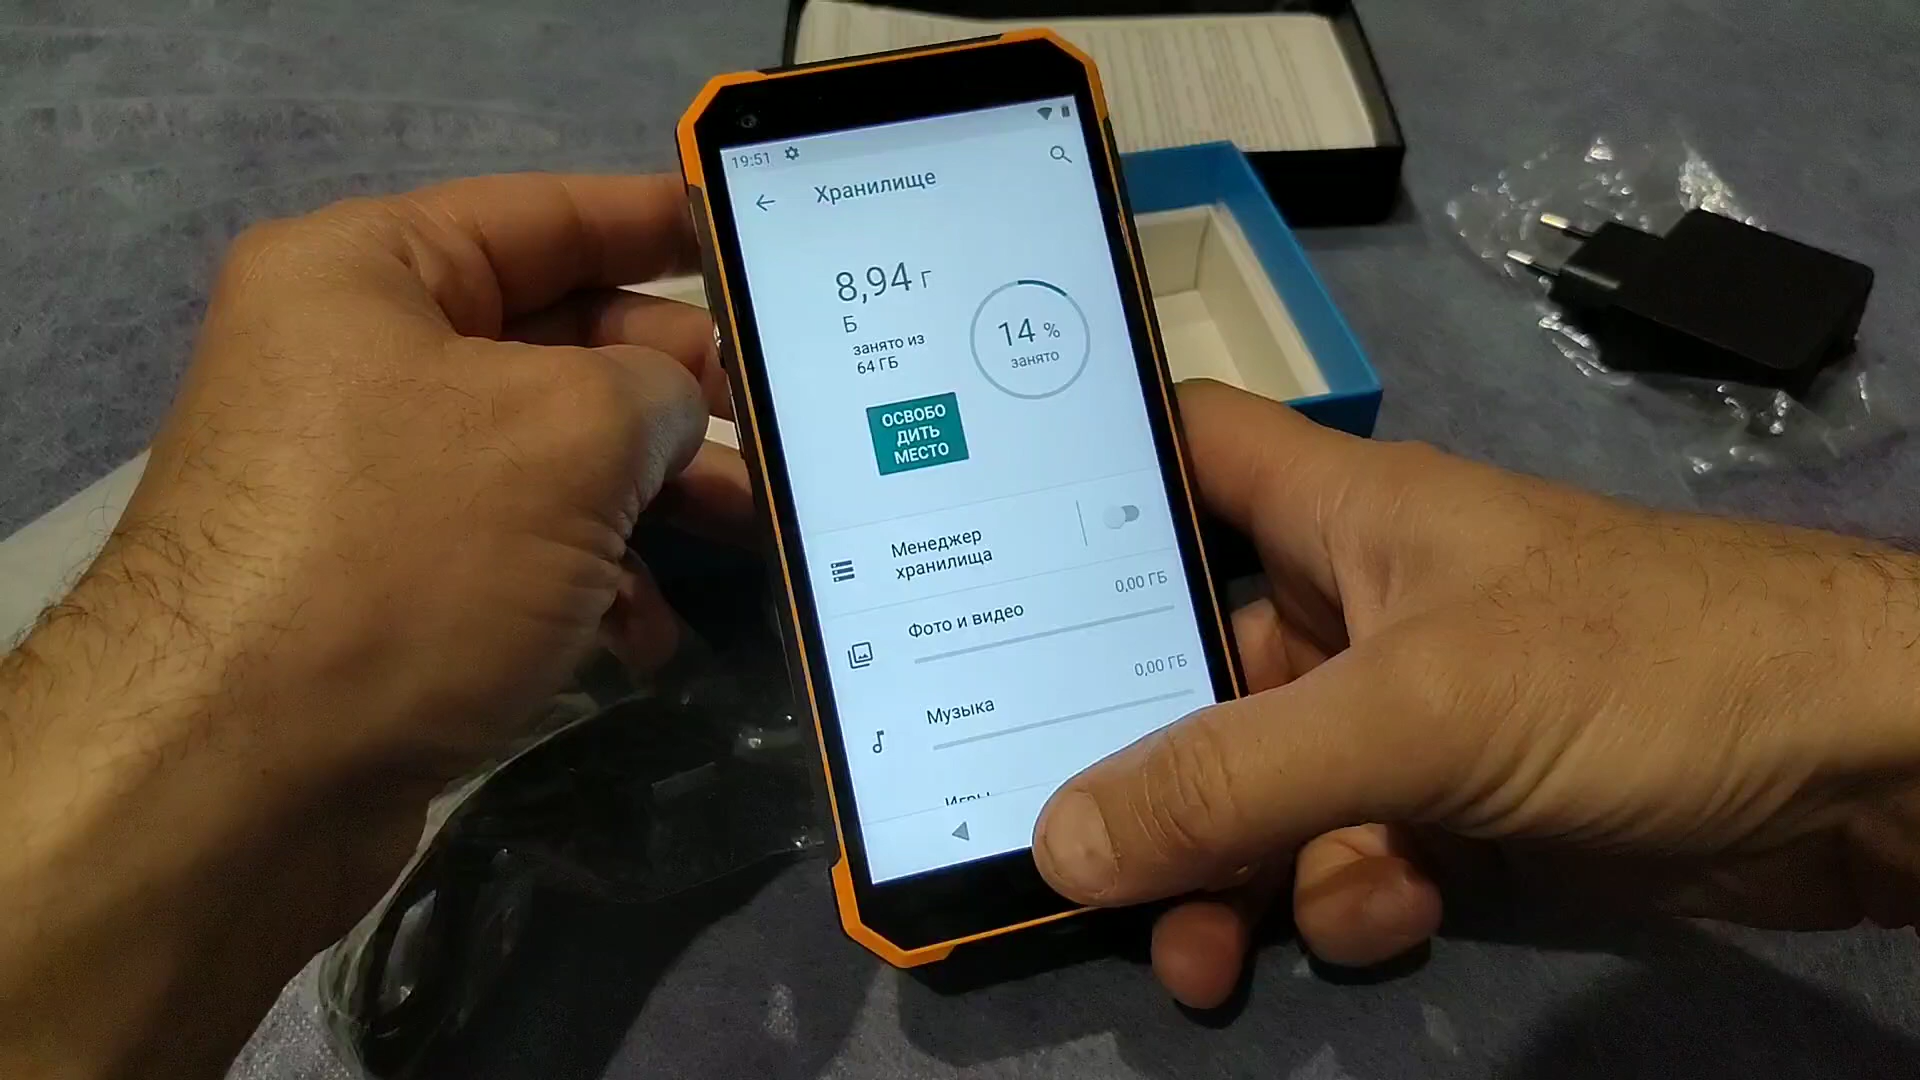 19:51
Хранилище
8,94 Г
Б
занято из
64 ГБ
14 %
занято
ОСВОБО
ДИТЬ
МЕСТО
Менеджер
хранилища
0,00 ГБ
Фото и видео
0,00 ГБ
Музыка
Игры